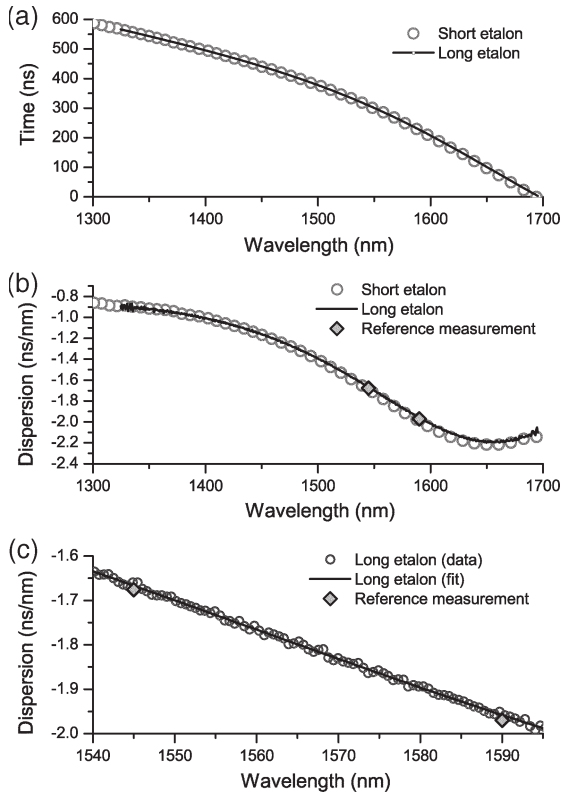 (a)
600
500
400
300
200
100
0
Time (ns)
Short etalon
Long etalon
1300 1400 1500 1600 1700
Wavelength (nm)
(b)
-0.8
-1.0
-1.2
-1.4
-1.6
-1.8
-2.0
-2.2
-2.4
Dispersion (ns/nm)
Short etalon
Long etalon
Reference measurement
1300 1400 1500 1600 1700
Wavelength (nm)
(c)
-1.6
-1.7
-1.8
-1.9
-2.0
Dispersion (ns/nm)
Long etalon (data)
Long etalon (fit)
Reference measurement
1540 1550 1560 1570 1580 1590
Wavelength (nm)